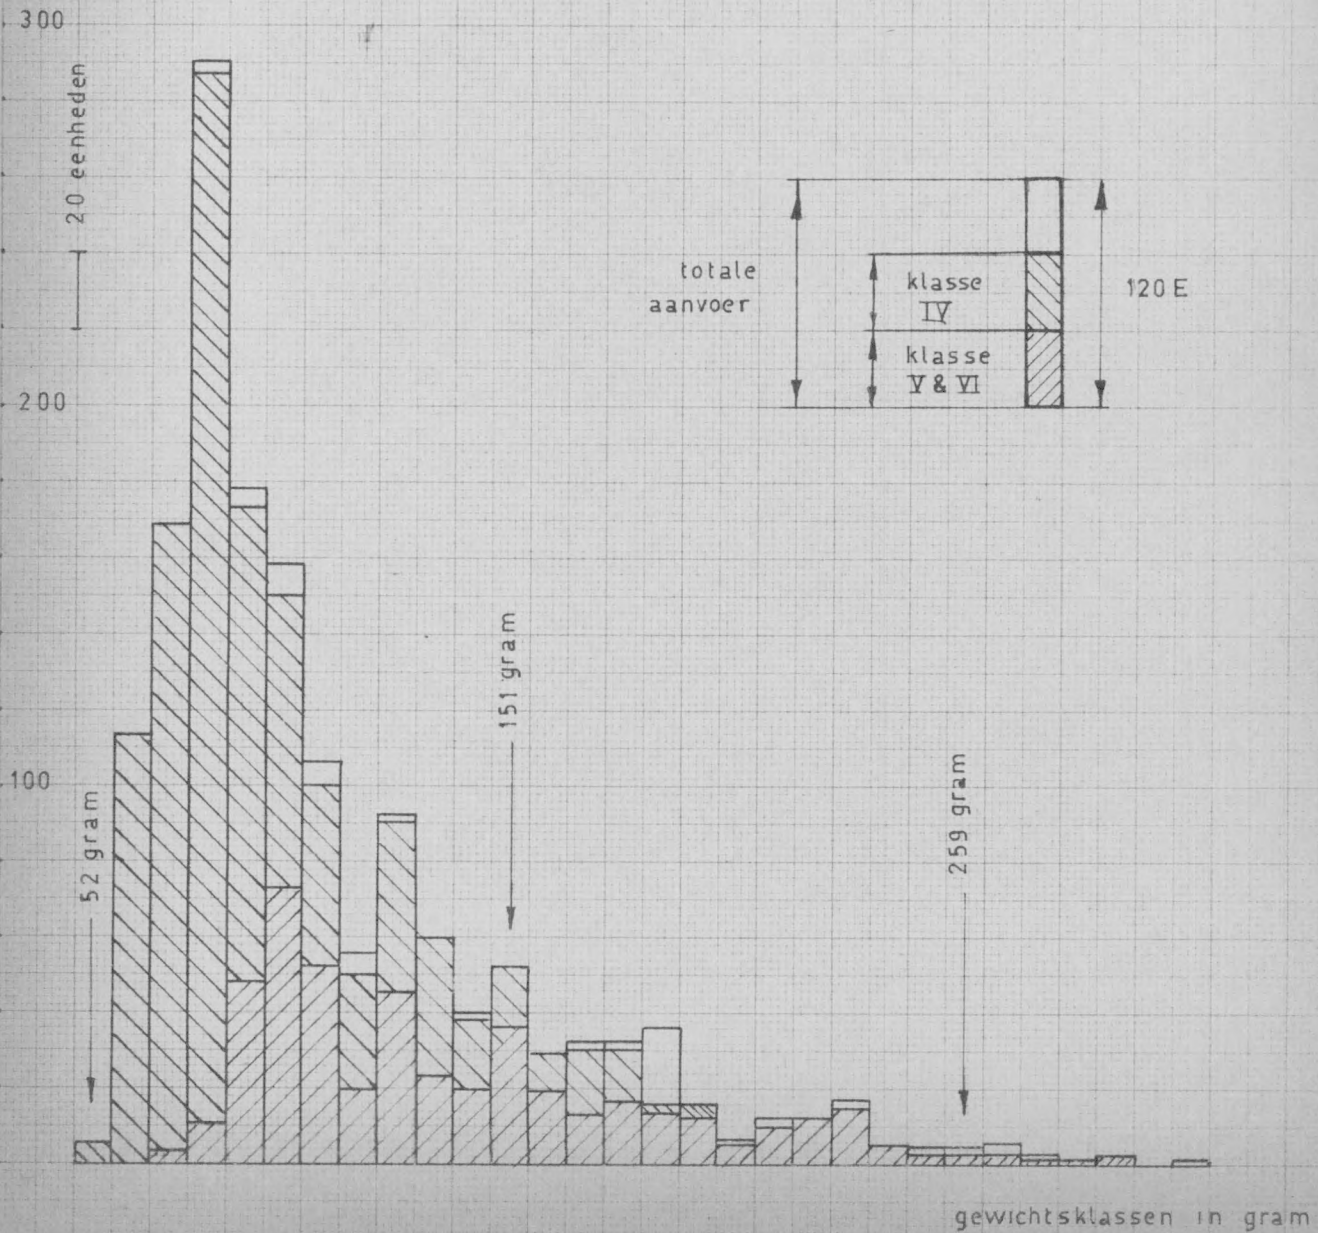 300
20 eenheden
totale
aanvoer
klasse
IV
klasse
V & VI
120 E
200
151 gram
100
52 gram
259 gram
gewichtsklassen in gram